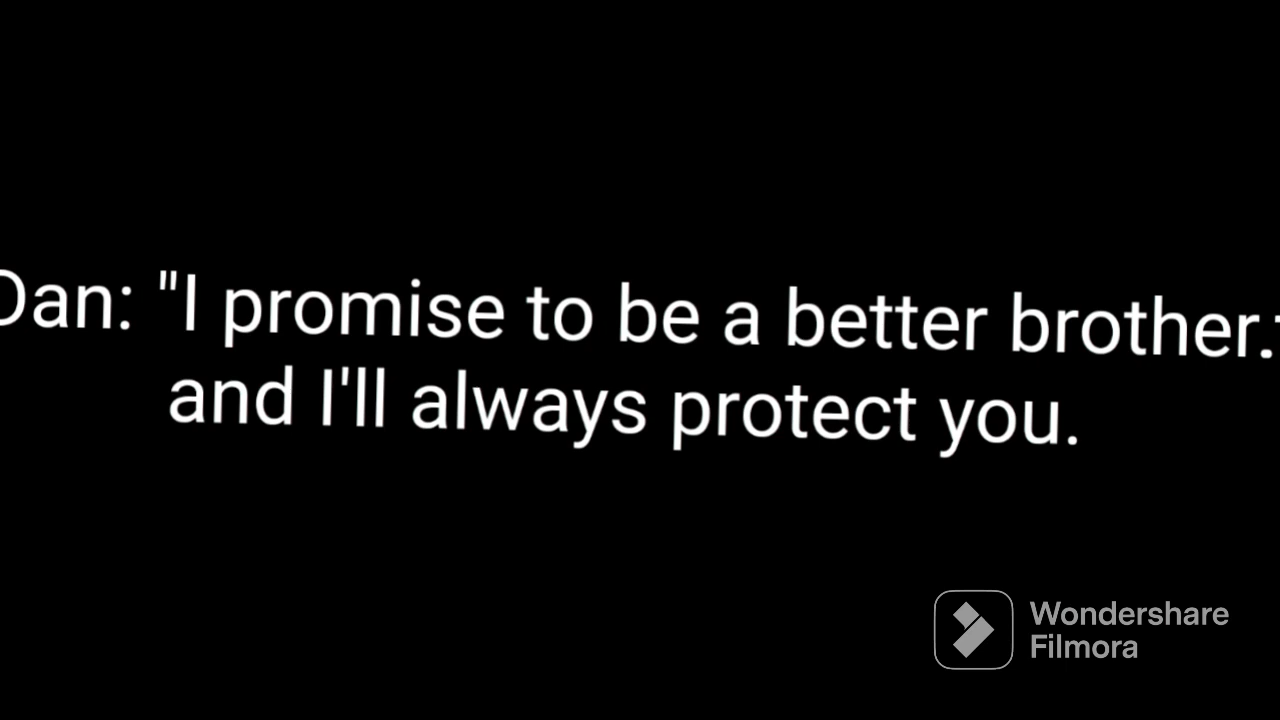 Dan: "I promise to be a better brother.
and I'll always protect you.
Wondershare
Filmora